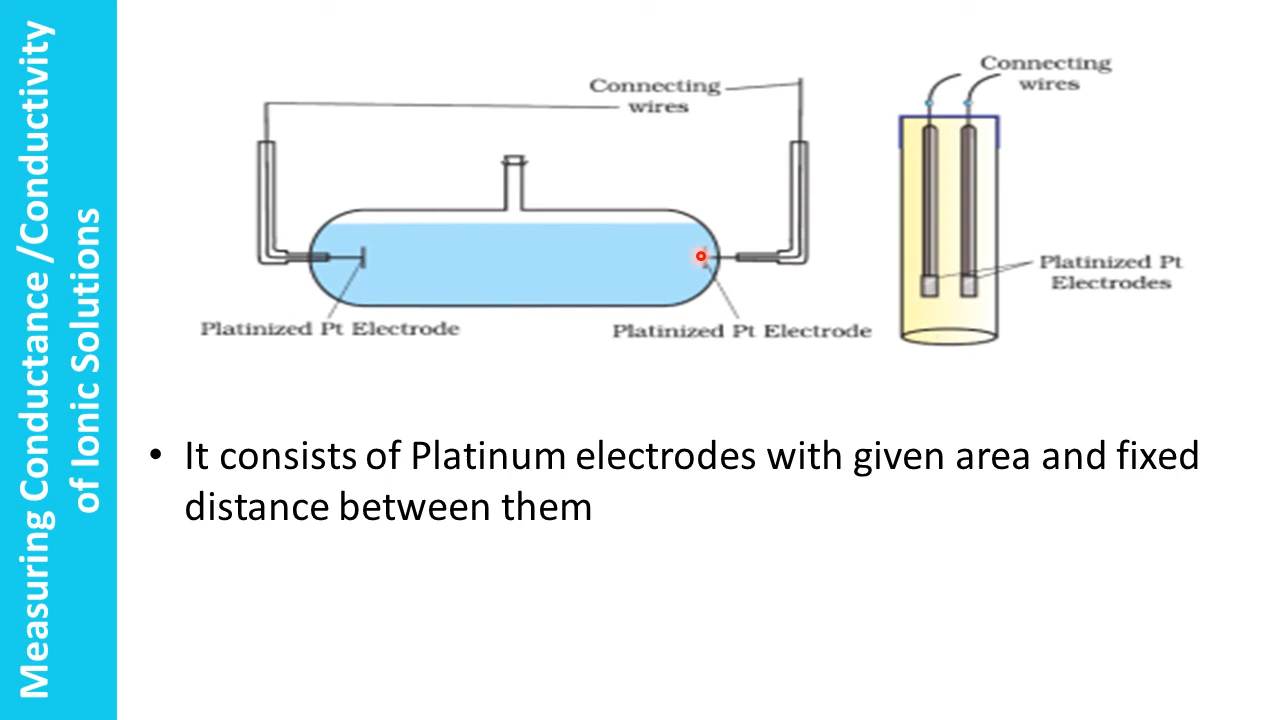 Measuring Conductance /Conductivity
of Ionic Solutions
Connecting
wires
Platinized Pt Electrode
Platinized Pt Electrode
Connecting
wires
Platinized Pt
Electrodes
• It consists of Platinum electrodes with given area and fixed
distance between them